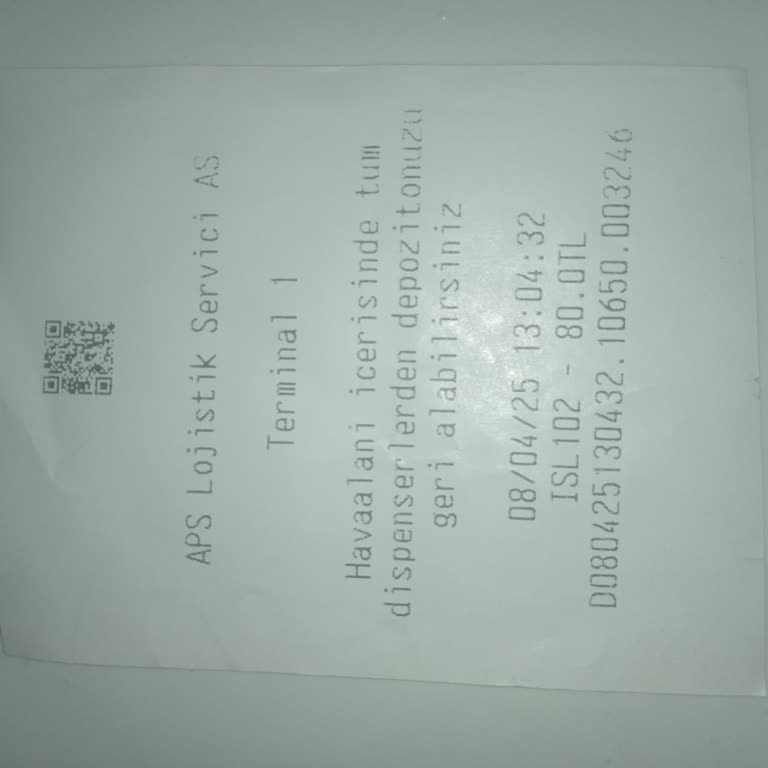 APS Lojistik Servici AS
Terminal 1
Havaalani icerisinde tum
dispenserlerden depozitonuzu
geri alabilirsiniz
08/04/25 13:04:32
ISL102 - 80.0TL
D080425130432.10650.003246